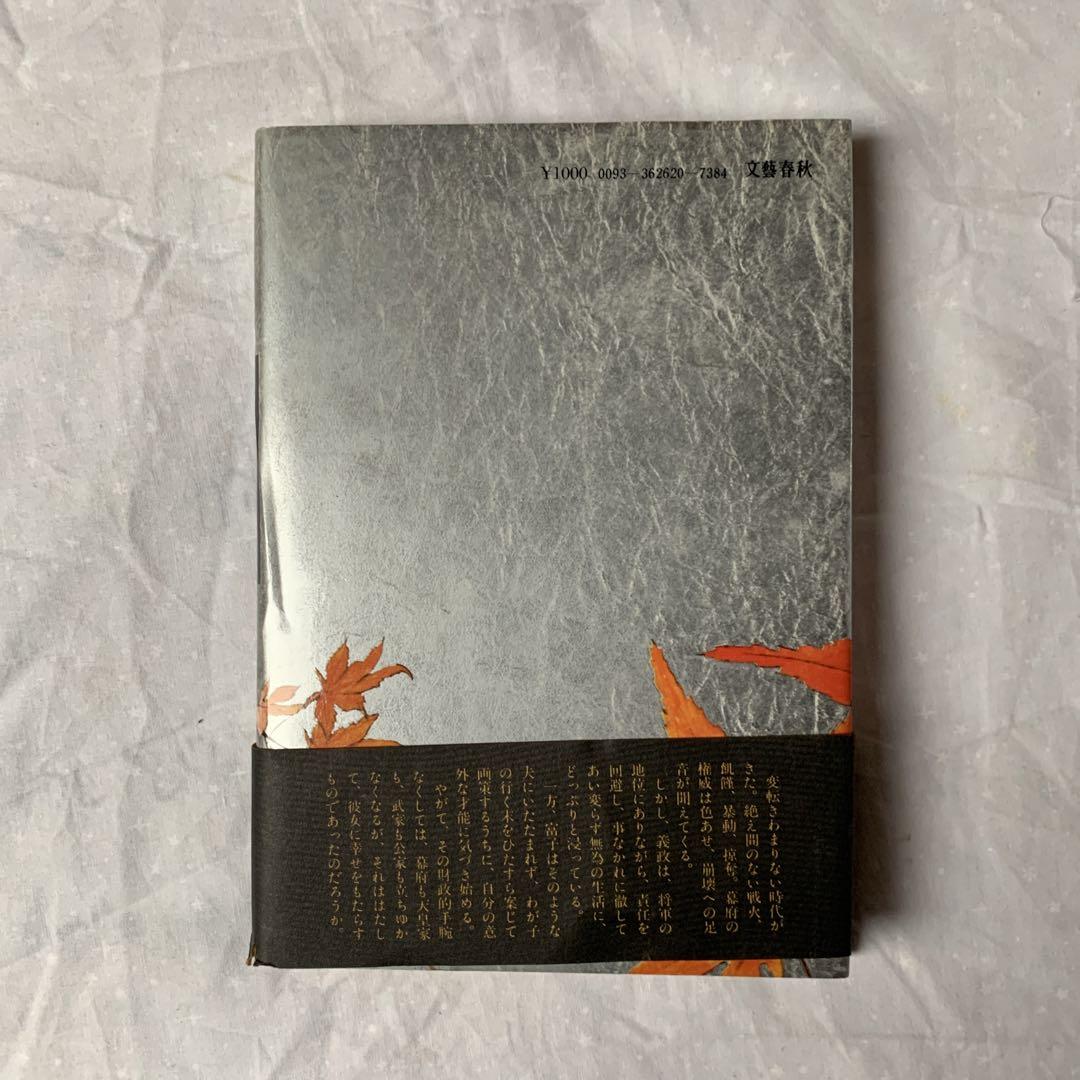 ¥1000 0093-362620-7384 文藝春秋
変転きわまりない時代が
きた。絶え間のない戦火、
飢饉、暴動、掠奪。幕府の
権威は色あせ、崩壊への足
音が聞えてくる。
しかし、義政は、将軍の
地位にありながら、責任を
回避し、事なかれに徹して
あい変らず無為の生活に、
どっぷりと浸っている。
一方、富子はそのような
夫にいたたまれず、わが子
の行く末をひたすら案じて
画策するうちに、自分の意
外な才能に気づき始める。
やがて、その財政的手腕
なくしては、幕府も天皇家
も、武家も公家も立ちゆか
なくなるが、それははたし
て、彼女に幸せをもたらす
ものであったのだろうか。